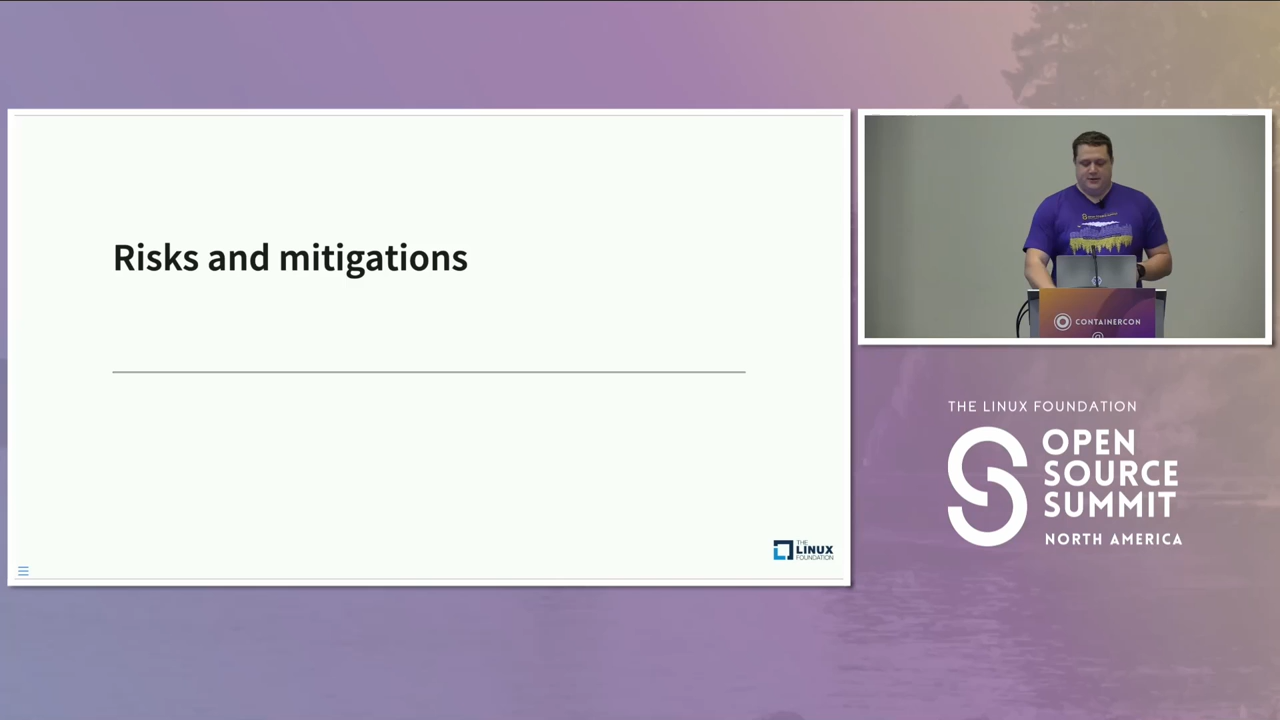 Risks and mitigations
THE
LINUX
FOUNDATION
CONTAINERCON
THE LINUX FOUNDATION
OPEN
SOURCE
SUMMIT
NORTH AMERICA